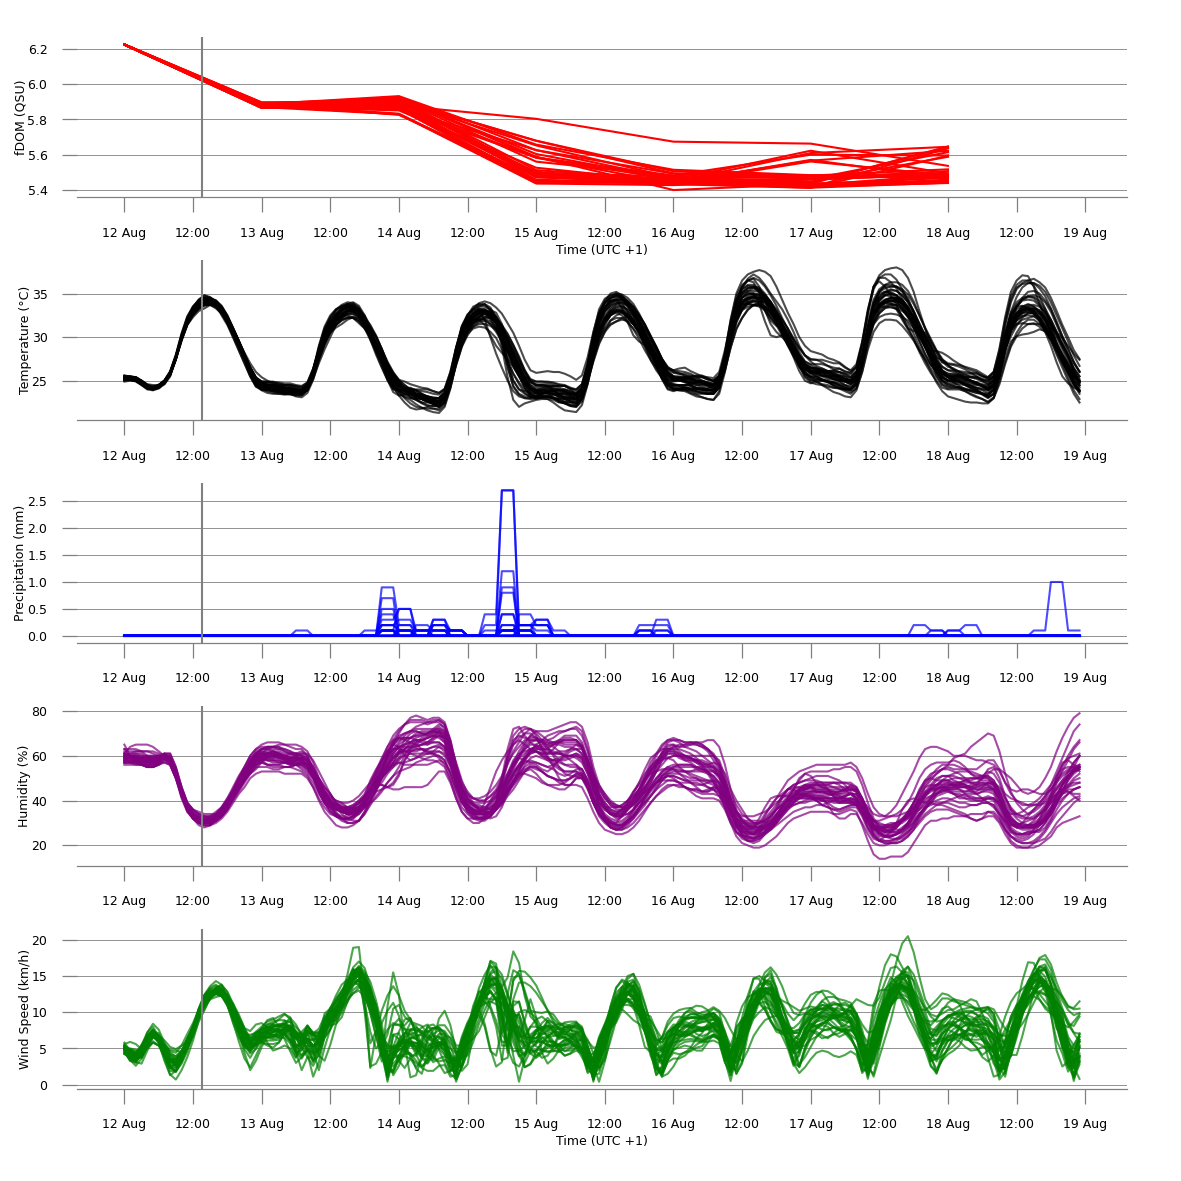 fDOM (QSU)
6.2
6.0
5.8
5.6
5.4
12 Aug 12:00 13 Aug 12:00 14 Aug 12:00 15 Aug 12:00 16 Aug 12:00 17 Aug 12:00 18 Aug 12:00 19 Aug
Time (UTC +1)
Temperature (°C)
35
30
25
12 Aug 12:00 13 Aug 12:00 14 Aug 12:00 15 Aug 12:00 16 Aug 12:00 17 Aug 12:00 18 Aug 12:00 19 Aug
Precipitation (mm)
2.5
2.0
1.5
1.0
0.5
0.0
12 Aug 12:00 13 Aug 12:00 14 Aug 12:00 15 Aug 12:00 16 Aug 12:00 17 Aug 12:00 18 Aug 12:00 19 Aug
Humidity (%)
80
60
40
20
12 Aug 12:00 13 Aug 12:00 14 Aug 12:00 15 Aug 12:00 16 Aug 12:00 17 Aug 12:00 18 Aug 12:00 19 Aug
Wind Speed (km/h)
20
15
10
5
0
12 Aug 12:00 13 Aug 12:00 14 Aug 12:00 15 Aug 12:00 16 Aug 12:00 17 Aug 12:00 18 Aug 12:00 19 Aug
Time (UTC +1)